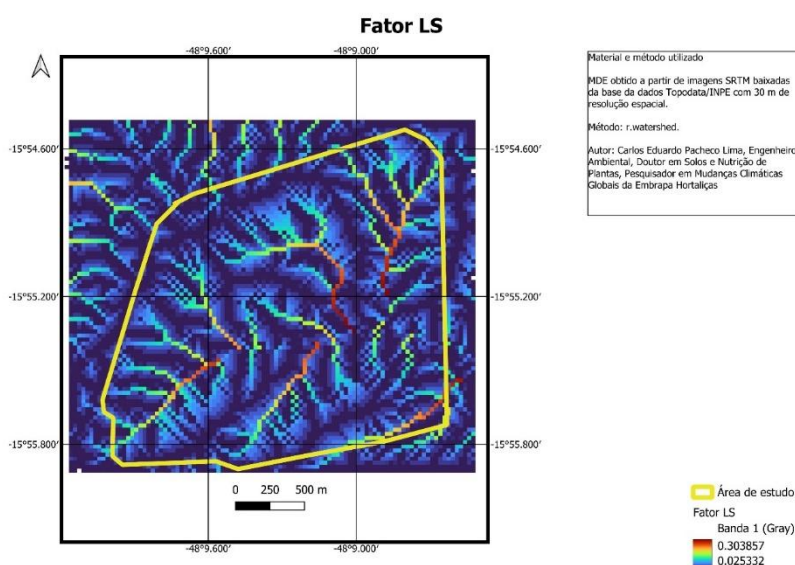 Fator LS
-48°9.600' -48°9.000'
Material e método utilizado
MDE obtido a partir de imagens SRTM baixadas
da base da dados Topodata/INPE com 30 m de
resolução espacial.
Método: r.watershed.
Autor: Carlos Eduardo Pacheco Lima, Engenheiro
Ambiental, Doutor em Solos e Nutrição de
Plantas, Pesquisador em Mudanças Climáticas
Globais da Embrapa Hortaliças
-15°54.600' -15°54.600'
-15°55.200' -15°55.200'
-15°55.800' -15°55.800'
0 250 500 m
-48°9.600' -48°9.000'
Área de estudo
Fator LS
Banda 1 (Gray)
0.303857
0.025332